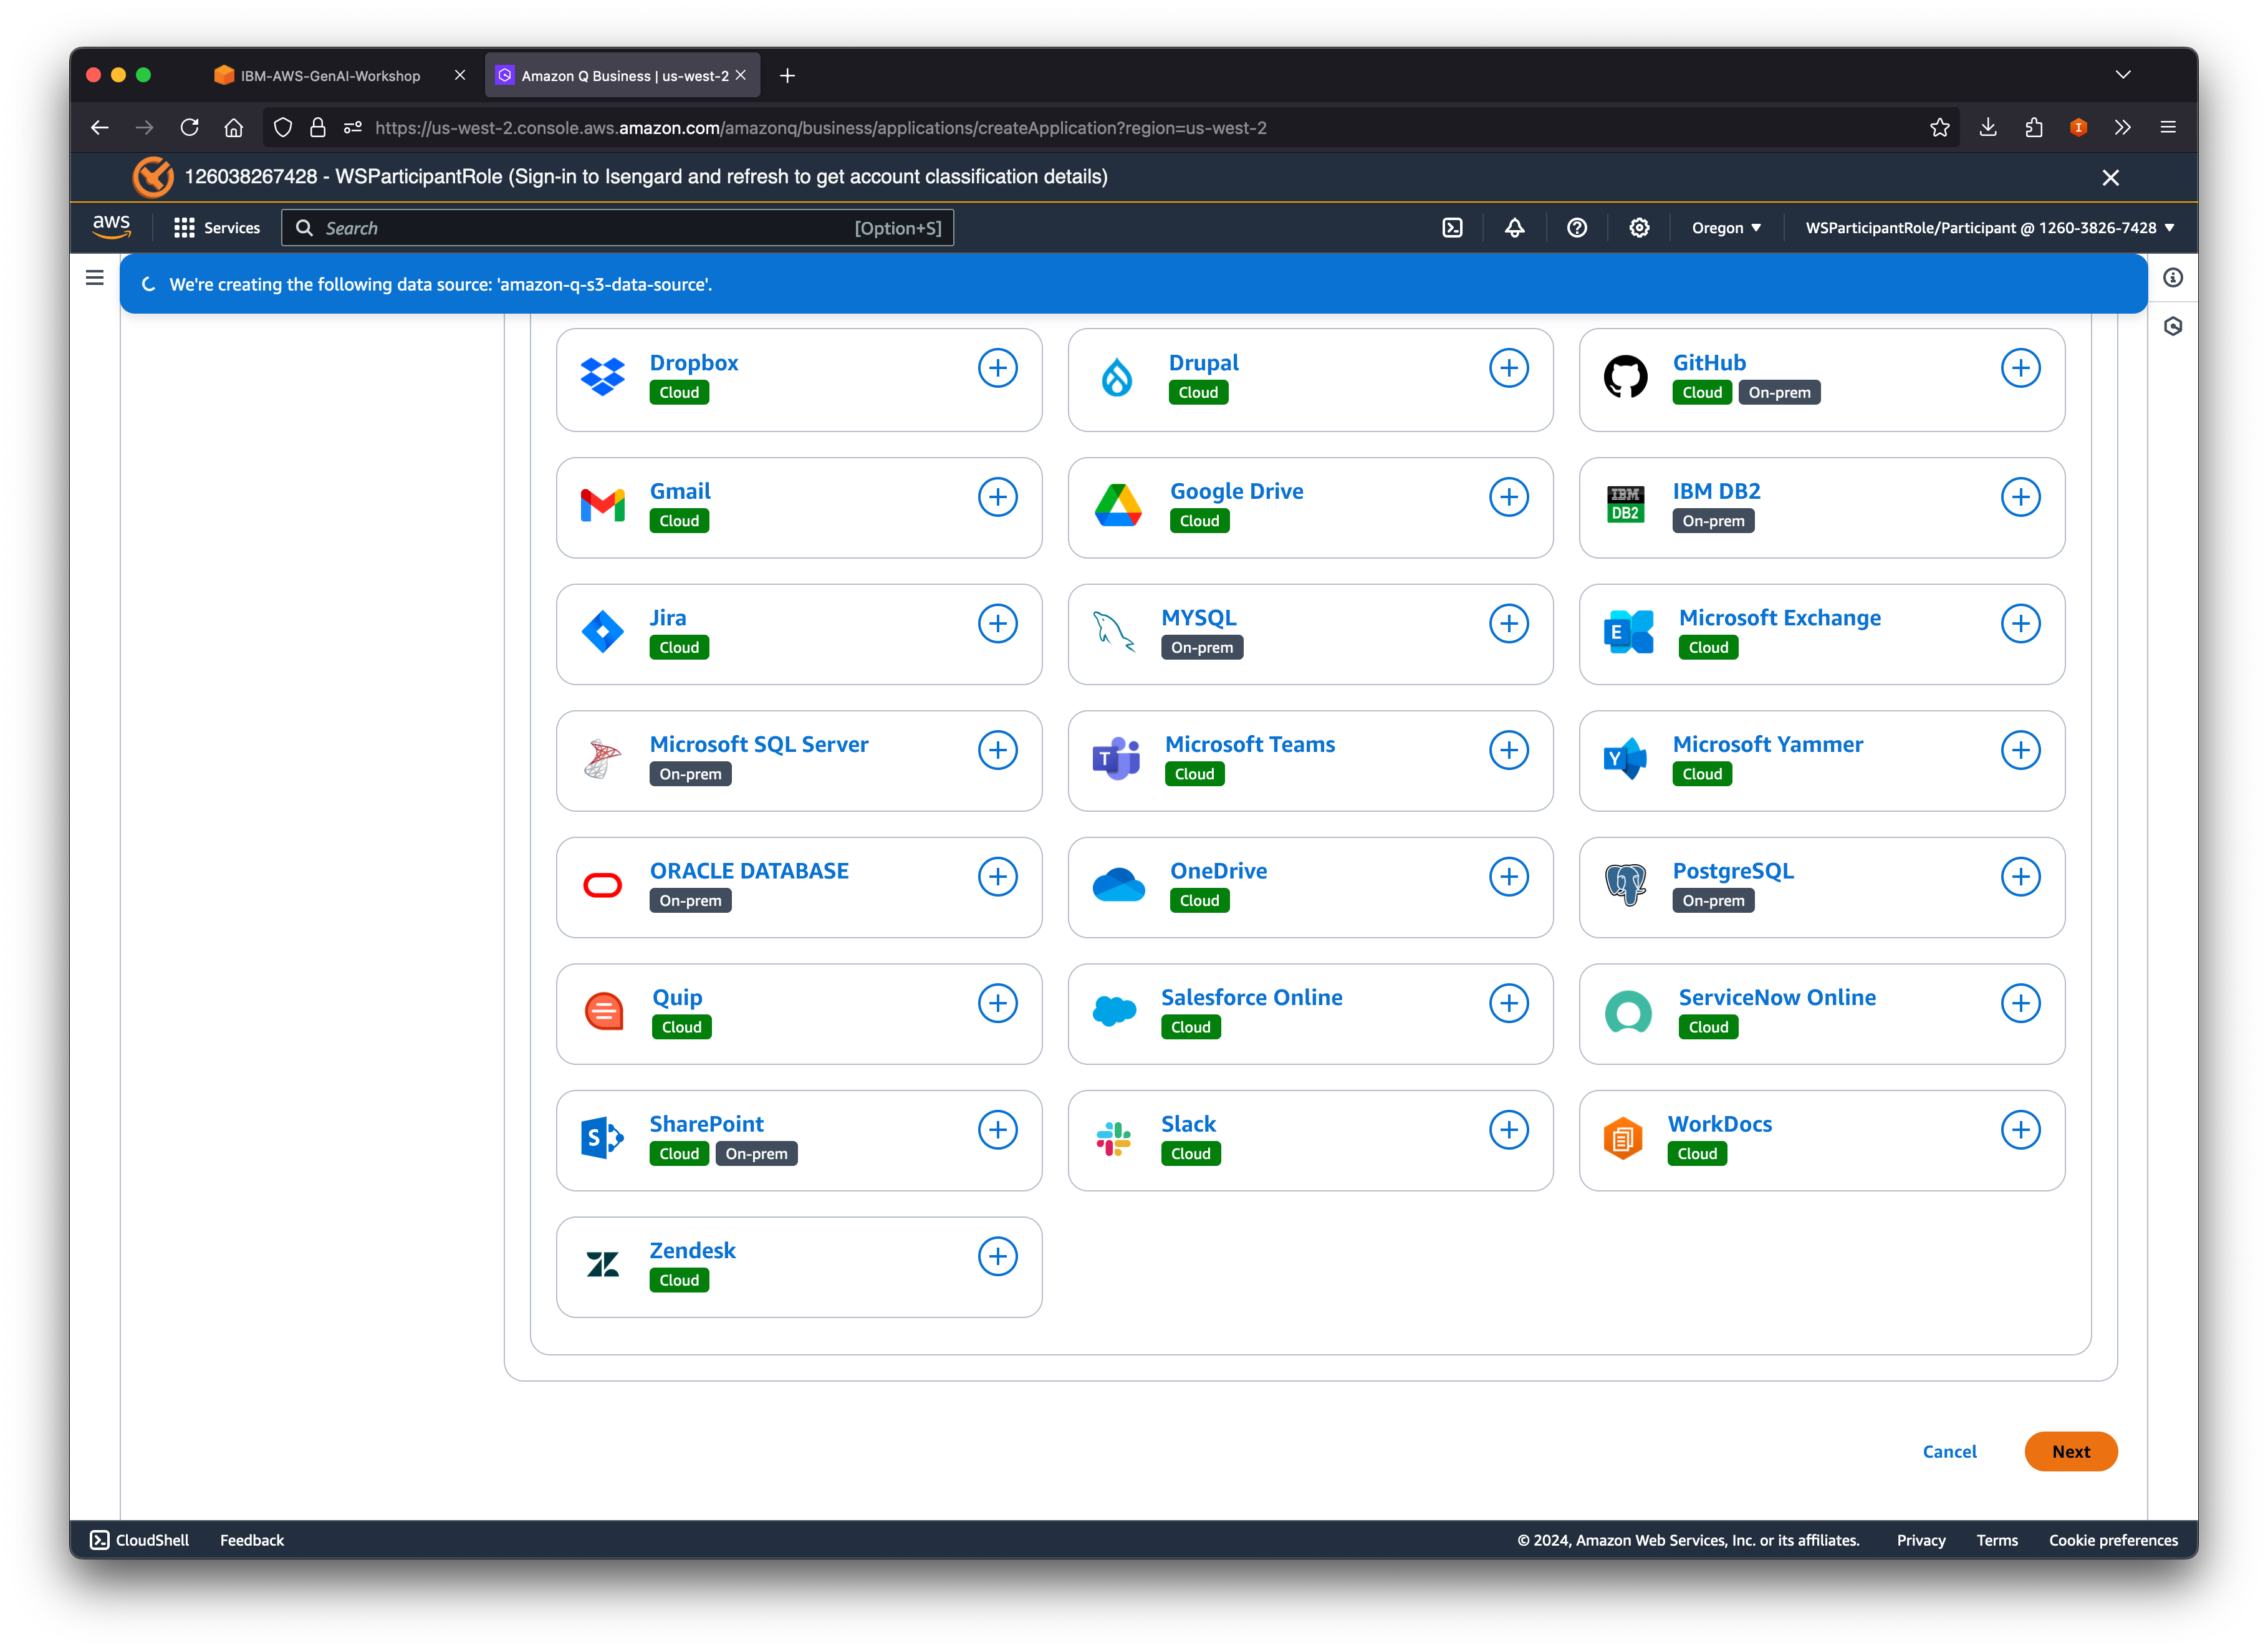 IBM-AWS-GenAI-Workshop
Amazon Q Business | us-west-2
https://us-west-2.console.aws.amazon.com/amazonq/business/applications/createApplication?region=us-west-2
126038267428 - WSParticipantRole (Sign-in to Isengard and refresh to get account classification details)
aws Services Search [Option+S] Oregon WSParticipantRole/Participant @ 1260-3826-7428
We're creating the following data source: 'amazon-q-s3-data-source'.
Dropbox
Cloud
Drupal
Cloud
GitHub
Cloud On-prem
Gmail
Cloud
Google Drive
Cloud
IBM
DB2
IBM DB2
On-prem
Jira
Cloud
MYSQL
On-prem
E
Microsoft Exchange
Cloud
Microsoft SQL Server
On-prem
T
Microsoft Teams
Cloud
Y
Microsoft Yammer
Cloud
ORACLE DATABASE
On-prem
OneDrive
Cloud
PostgreSQL
On-prem
Quip
Cloud
Salesforce Online
Cloud
ServiceNow Online
Cloud
S
SharePoint
Cloud On-prem
Slack
Cloud
WorkDocs
Cloud
Zendesk
Cloud
Cancel Next
CloudShell Feedback © 2024, Amazon Web Services, Inc. or its affiliates. Privacy Terms Cookie preferences